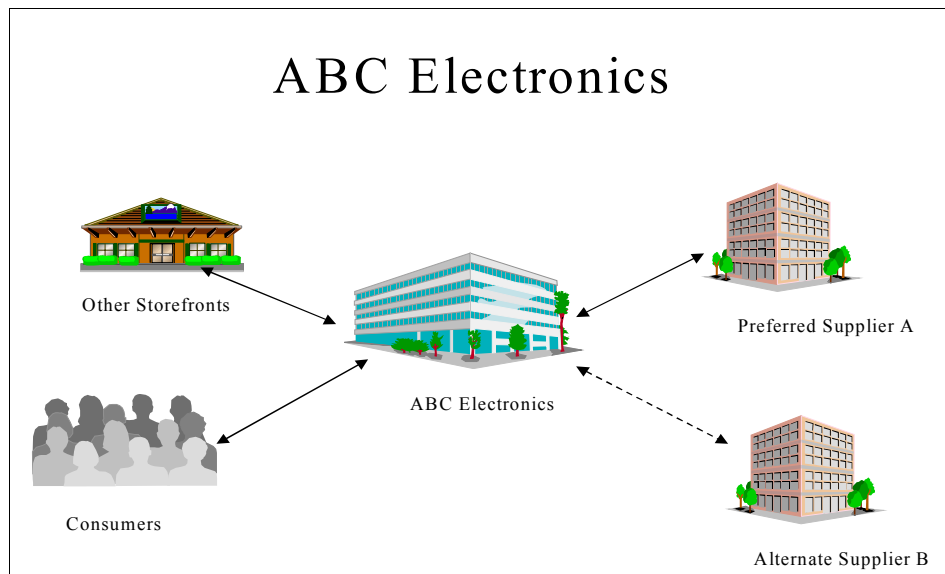 ABC Electronics
Other Storefronts
Preferred Supplier A
ABC Electronics
Consumers
Alternate Supplier B